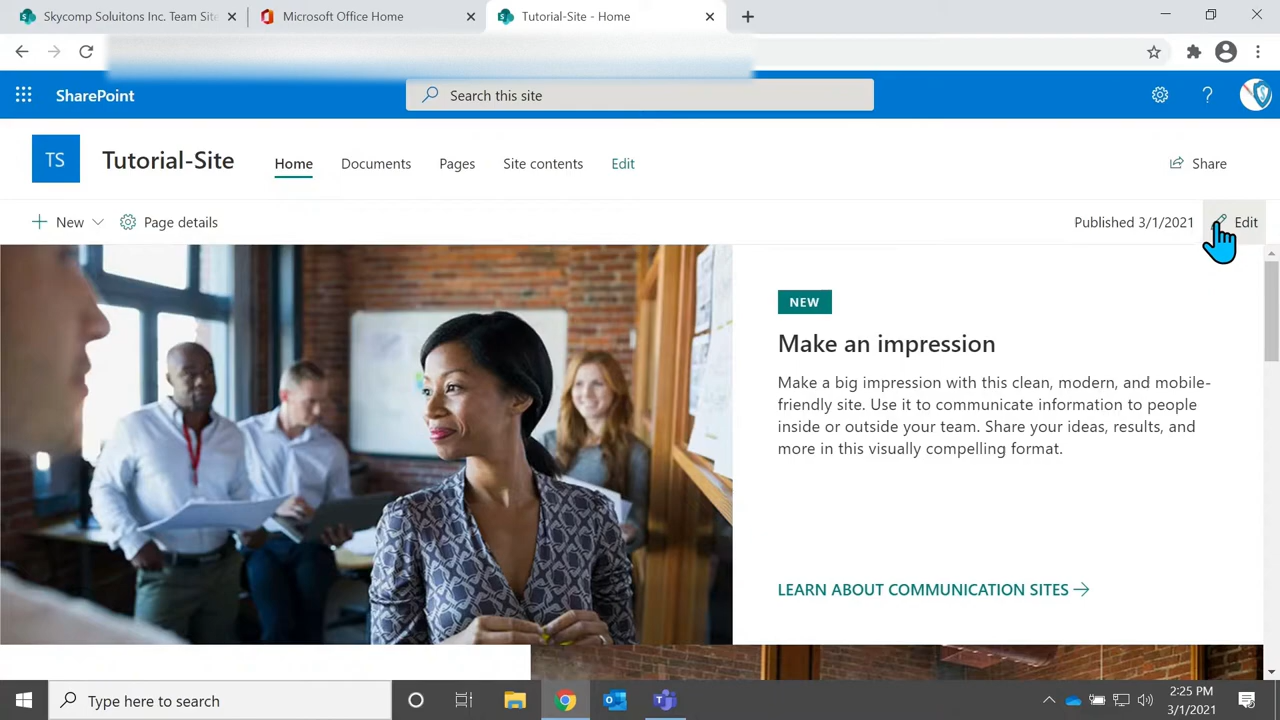 Skycomp Soluitons Inc. Team Site
Microsoft Office Home
Tutorial-Site - Home
SharePoint
Search this site
TS
Tutorial-Site
Home
Documents
Pages
Site contents
Edit
Share
New
Page details
Published 3/1/2021
Edit
NEW
Make an impression
Make a big impression with this clean, modern, and mobile-
friendly site. Use it to communicate information to people
inside or outside your team. Share your ideas, results, and
more in this visually compelling format.
LEARN ABOUT COMMUNICATION SITES
Type here to search
2:25 PM
3/1/2021